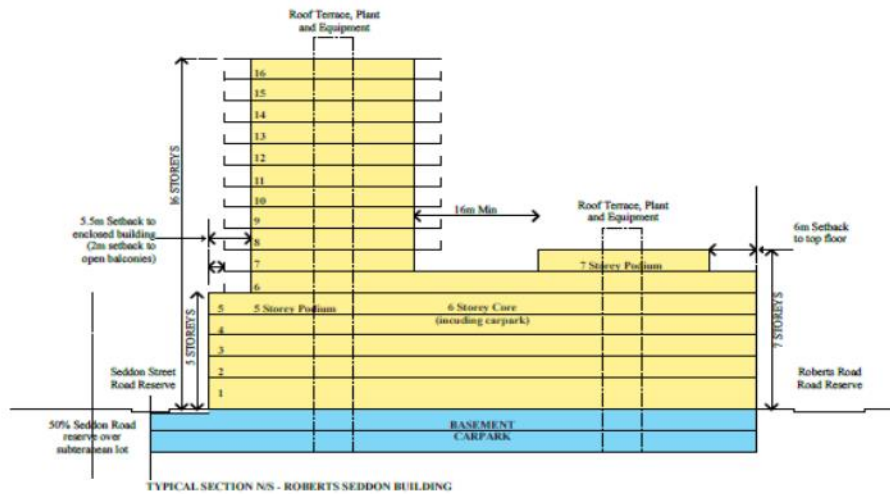 Roof Terrace, Plant
and Equipment
16
15
14
13
12
11
10
9
8
7
6
5
4
3
2
1
16 STOREYS
5.5m Setback to
enclosed building
(2m setback to
open balconies)
16m Min
Roof Terrace, Plant
and Equipment
6m Setback
to top floor
7 Storey Podium
5 Storey Podium
6 Storey Core
(incuding carpark)
5 STOREYS
7 STOREYS
Seddon Street
Road Reserve
Roberts Road
Road Reserve
50% Seddon Road
reserve over
subteranean lot
BASEMENT
CARPARK
TYPICAL SECTION N/S - ROBERTS SEDDON BUILDING